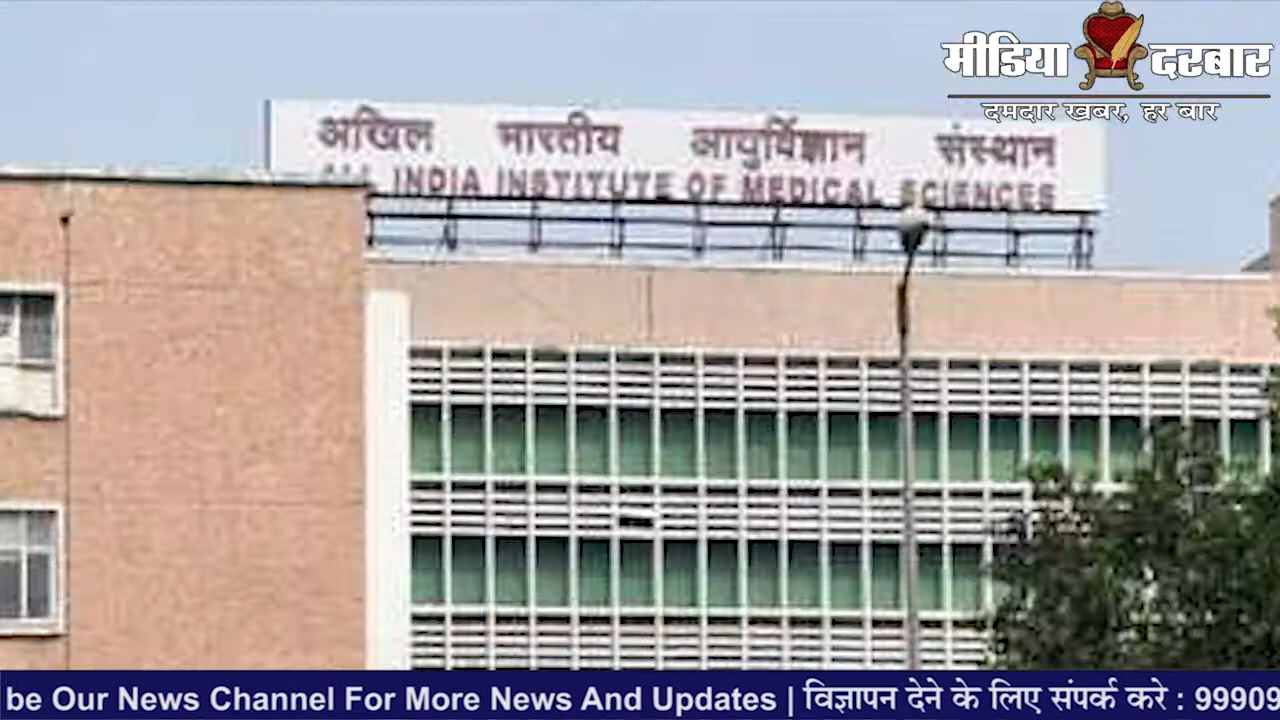 मीडिया दरबार
दमदार खबर, हर बार
अखिल भारतीय आयुर्विज्ञान संस्थान
ALL INDIA INSTITUTE OF MEDICAL SCIENCES
be Our News Channel For More News And Updates | विज्ञापन देने के लिए संपर्क करे : 99909